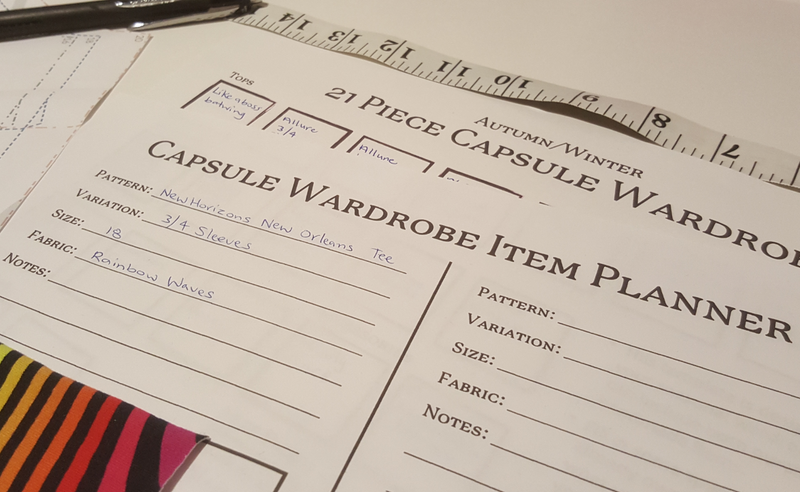 14 13 12 11 10 9 8 7
AUTUMN/WINTER
21 PIECE CAPSULE WARDROBE
TOPS
Like a boss
batwing
Allure
3/4
Allure
CAPSULE WARDROBE ITEM PLANNER
PATTERN: New Horizons New Orleans Tee
VARIATION: 3/4 Sleeves
SIZE: 18
FABRIC: Rainbow Waves
NOTES:
PATTERN:
VARIATION:
SIZE:
FABRIC:
NOTES: